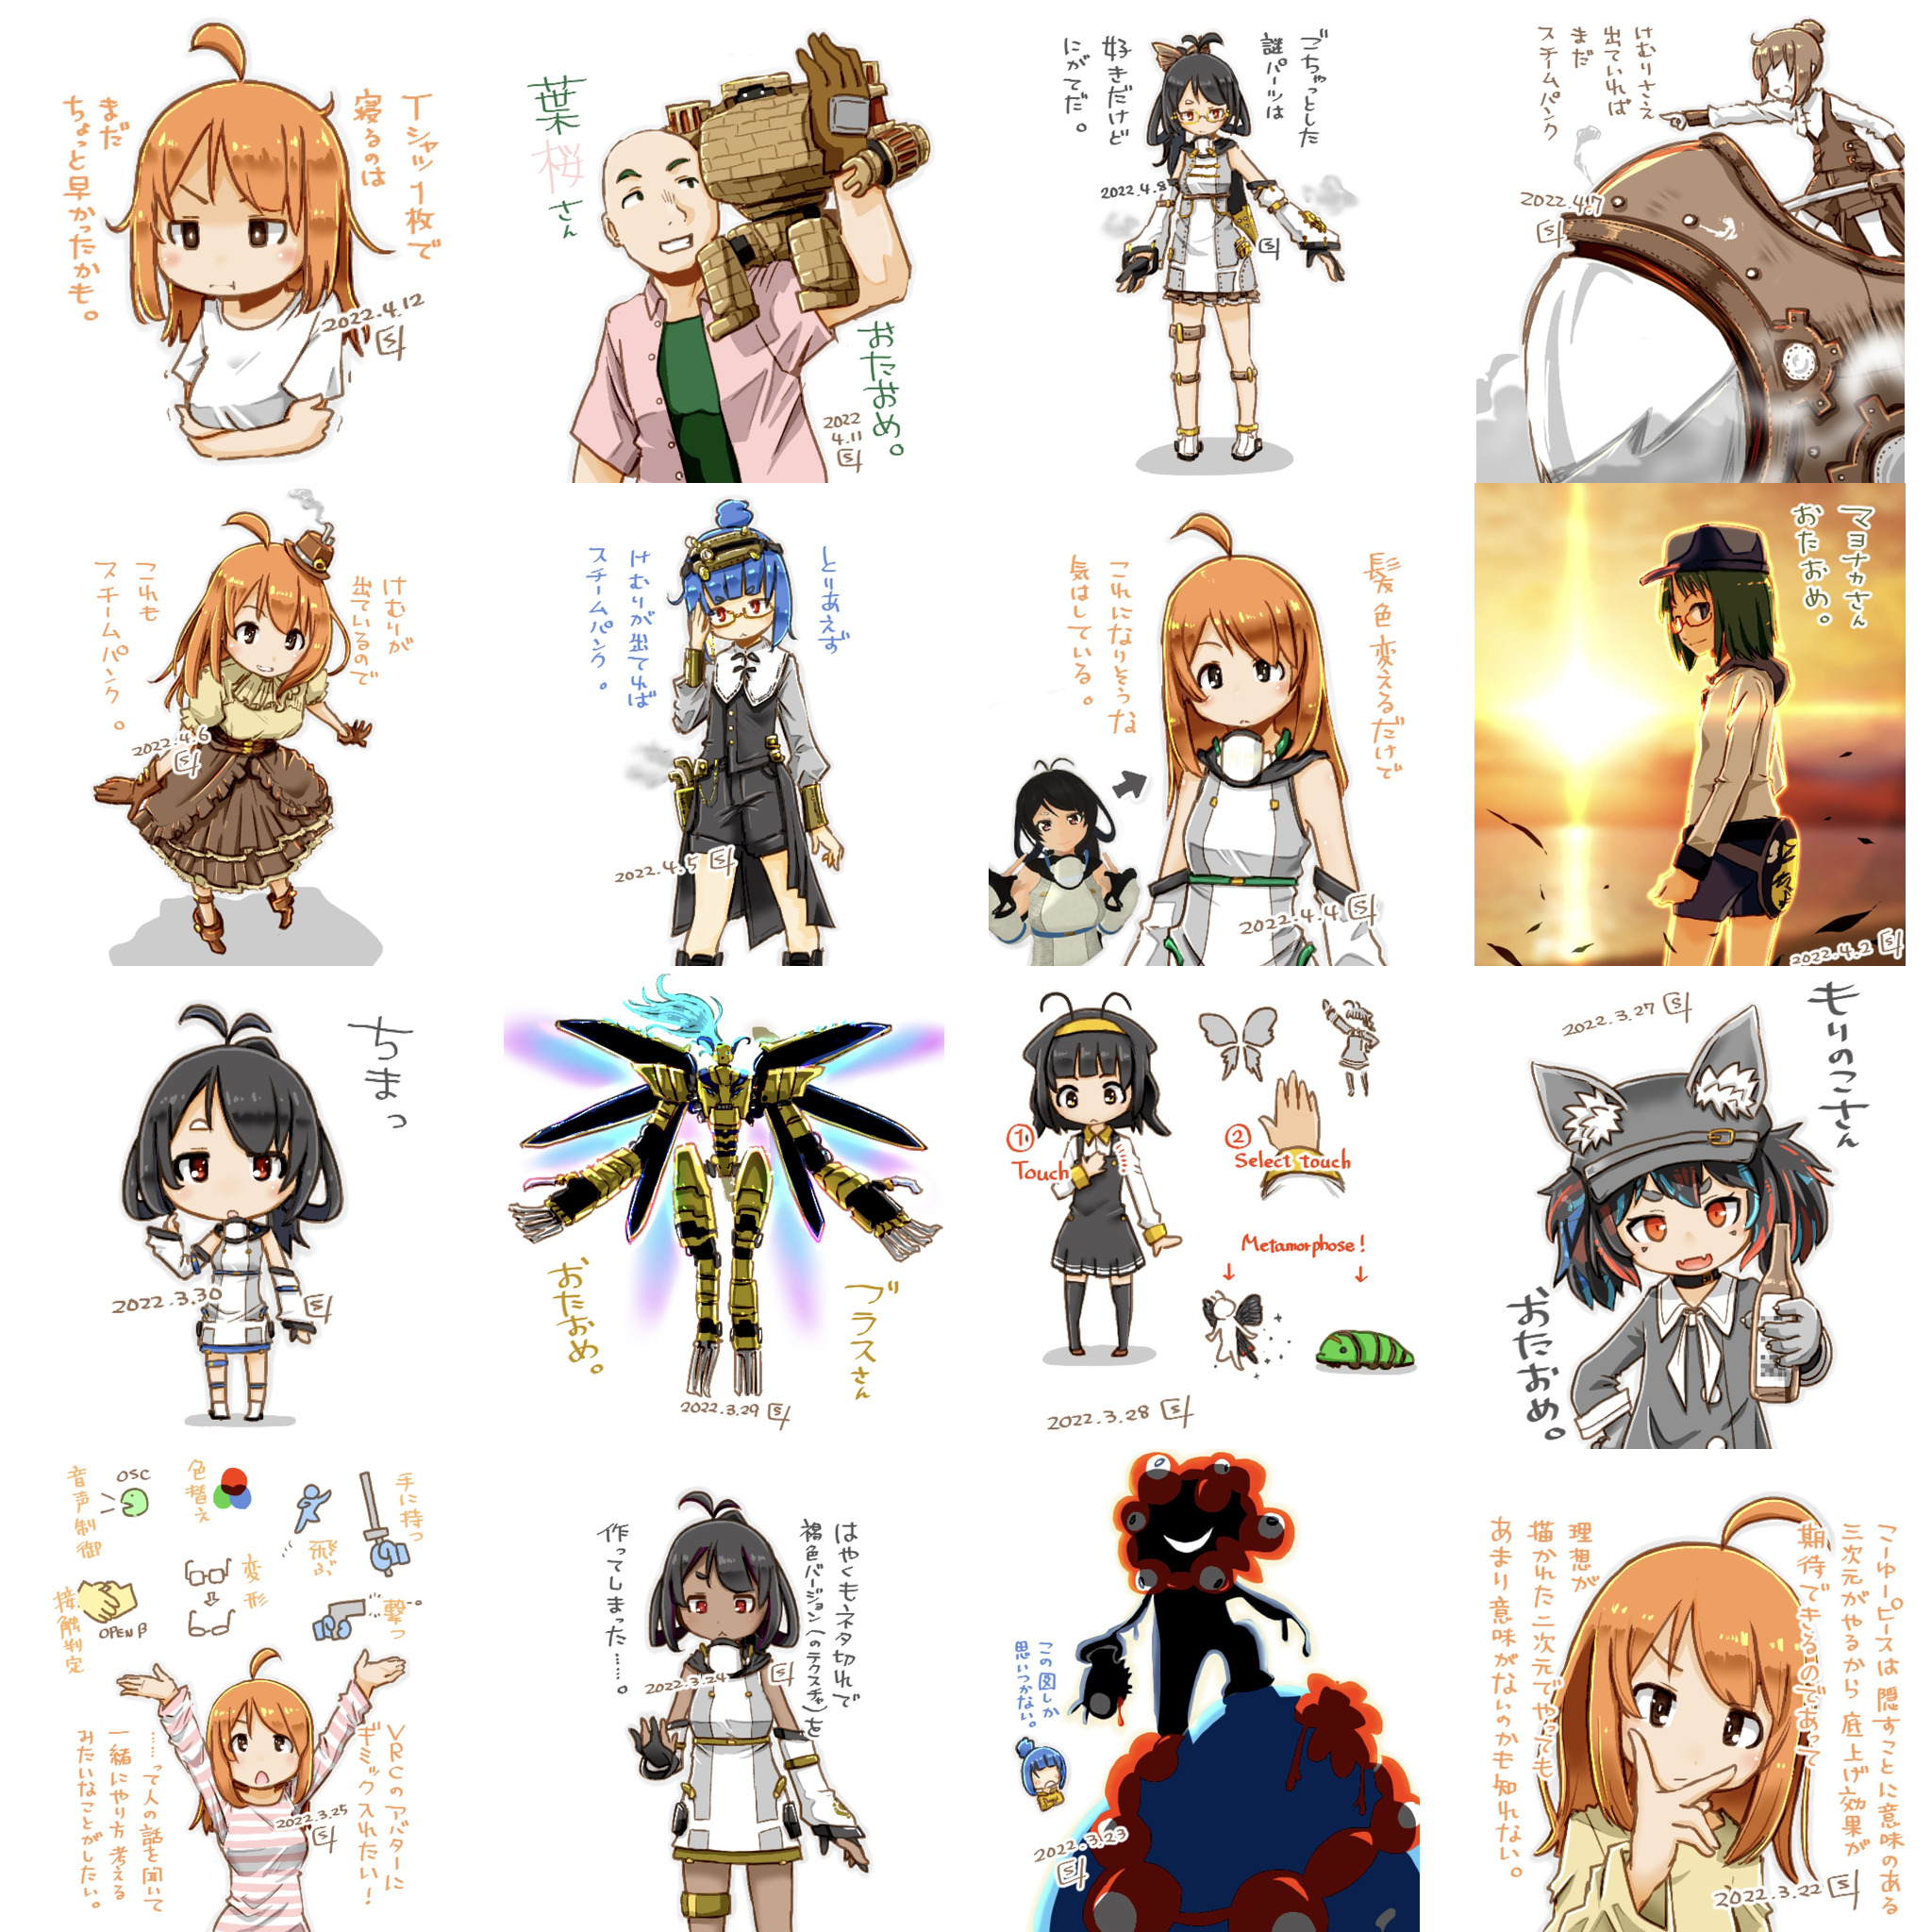 Tシャツ1枚で
寝るのは
まだ
ちょっと早かったかも。
2022.4.12
葉桜さん
おたおめ。
2022
4.11
ごちゃっとした
謎パーツは
好きだけど
にがてだ。
2022.4.8
けむりさえ
出ていれば
まだ
スチームパンク
2022.4.7
けむりが
出ているので
これも
スチームパンク。
2022.4.6
とりあえず
けむりが出てれば
スチームパンク。
2022.4.5
髪色変えるだけで
これになりそうな
気はしている。
2022.4.4
マヨナカさん
おたおめ。
2022.4.2
ちまっ
2022.3.30
ブラスさん
おたおめ。
2022.3.29
① Touch
② Select touch
Metamorphose!
2022.3.28
2022.3.27
もりのこさん
おたおめ。
音声制御
OSC
色替え
飛ぶ
手に持つ
接触判定
OPENβ
変形
撃つ
VRCのアバターに
ギミック入れたい!
……って人の話を聞いて
一緒にやり方考える
みたいなことがしたい。
2022.3.25
はやくもネタ切れで
褐色バージョン(のテクスチャ)を
作ってしまった……。
2022.3.24
この図しか
思いつかない。
2022.3.23
こーゆーピースは隠すことに意味のある
三次元がやるから底上げ効果が
期待できるのであって
理想が
描かれた二次元でやっても
あまり意味がないのかも知れない。
2022.3.22